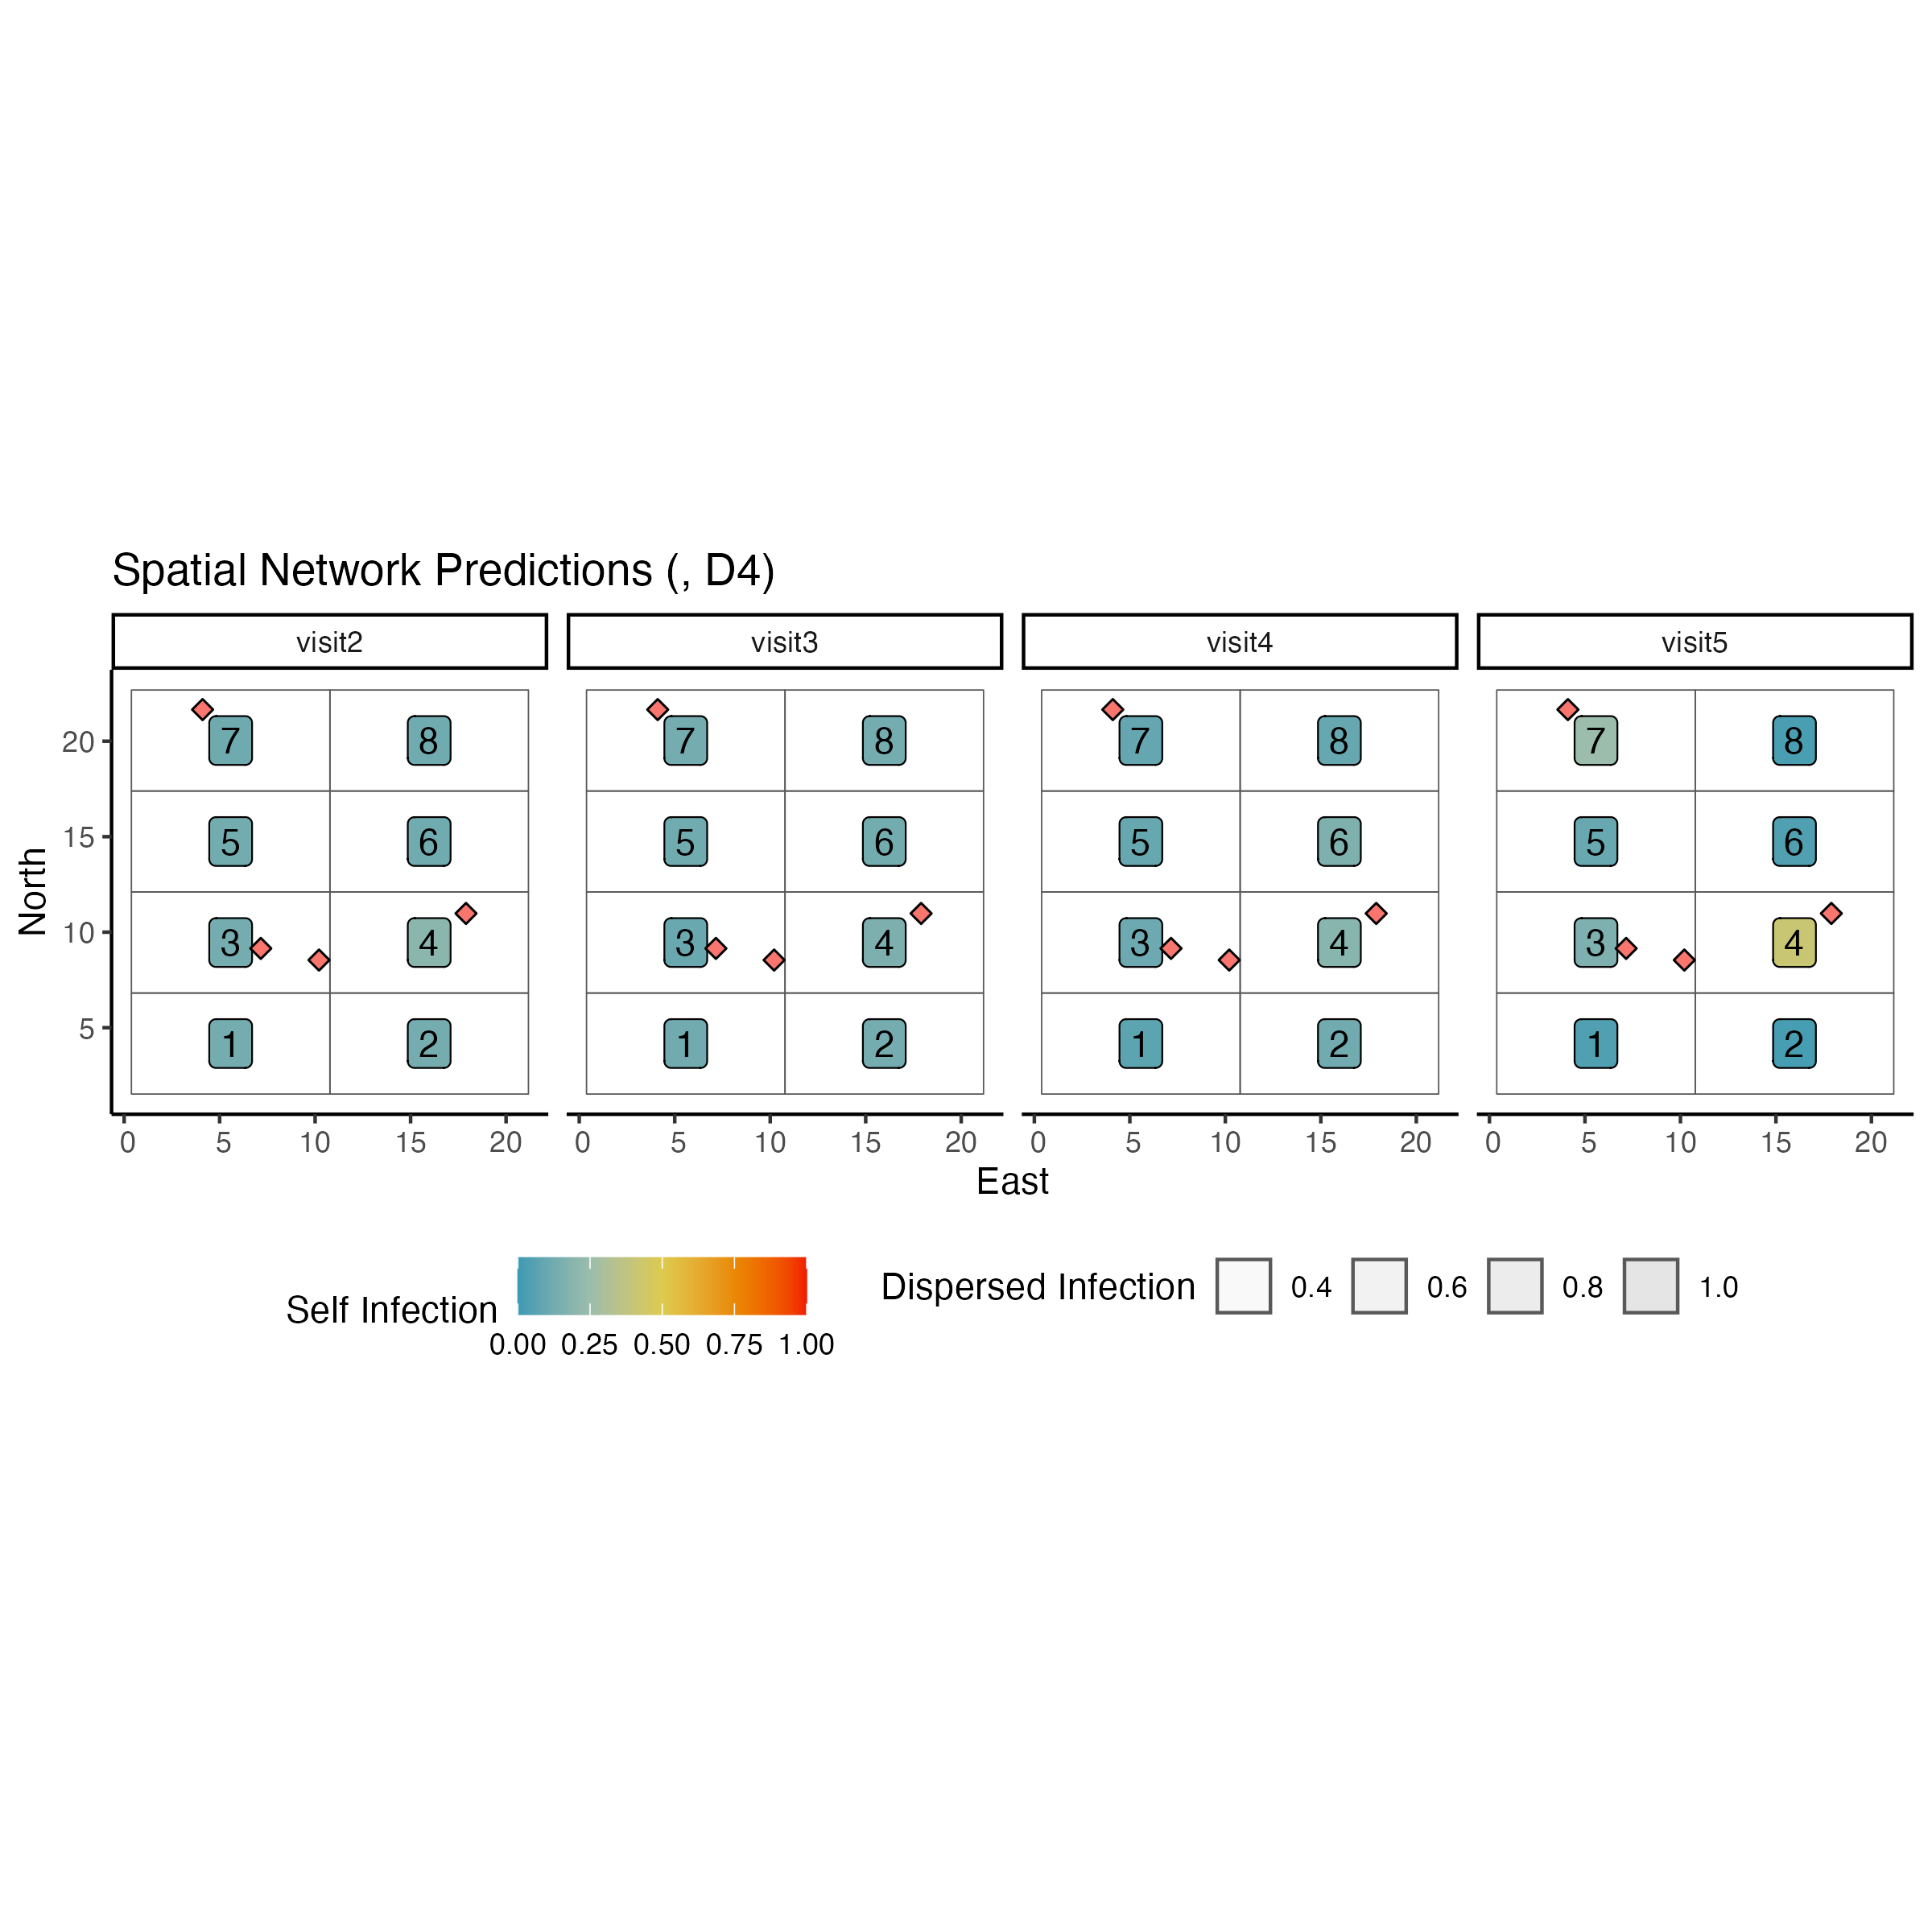 Spatial Network Predictions (, D4)
visit2 visit3 visit4 visit5
North
20
15
10
5
7 8 7 8 7 8 7 8
5 6 5 6 5 6 5 6
3 4 3 4 3 4 3 4
1 2 1 2 1 2 1 2
0 5 10 15 20 0 5 10 15 20 0 5 10 15 20 0 5 10 15 20
East
Self Infection
0.00 0.25 0.50 0.75 1.00
Dispersed Infection 0.4 0.6 0.8 1.0